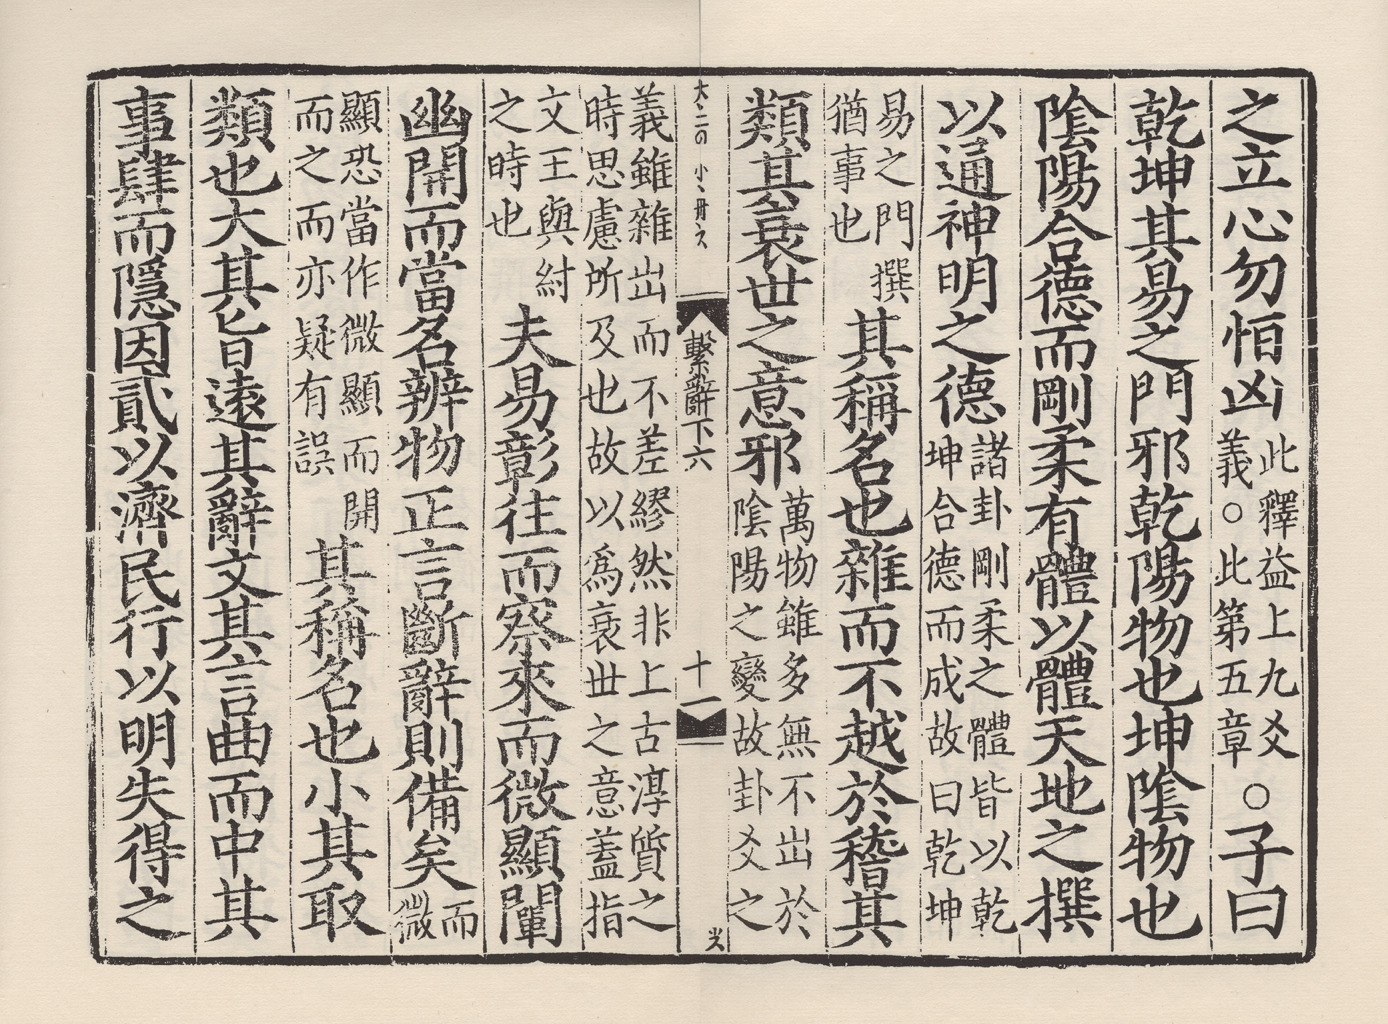 之立心勿恒凶此釋益上九爻義○此第五章○子曰
乾坤其易之門邪乾陽物也坤陰物也
陰陽合德而剛柔有體以體天地之撰
以通神明之德諸卦剛柔之體皆以乾坤合德而成故曰乾坤
易之門撰猶事也其稱名也雜而不越於稽其
類其衰世之意邪萬物雖多無不出於陰陽之變故卦爻之
繫辭下六
十一
義雖雜出而不差繆然非上古淳質之時思慮所及也故以爲衰世之意蓋指
文王與紂之時也夫易彰往而察來而微顯闡
幽開而當名辨物正言斷辭則備矣而微
顯恐當作微顯而開而之而亦疑有誤其稱名也小其取
類也大其旨遠其辭文其言曲而中其
事肆而隱因貳以濟民行以明失得之